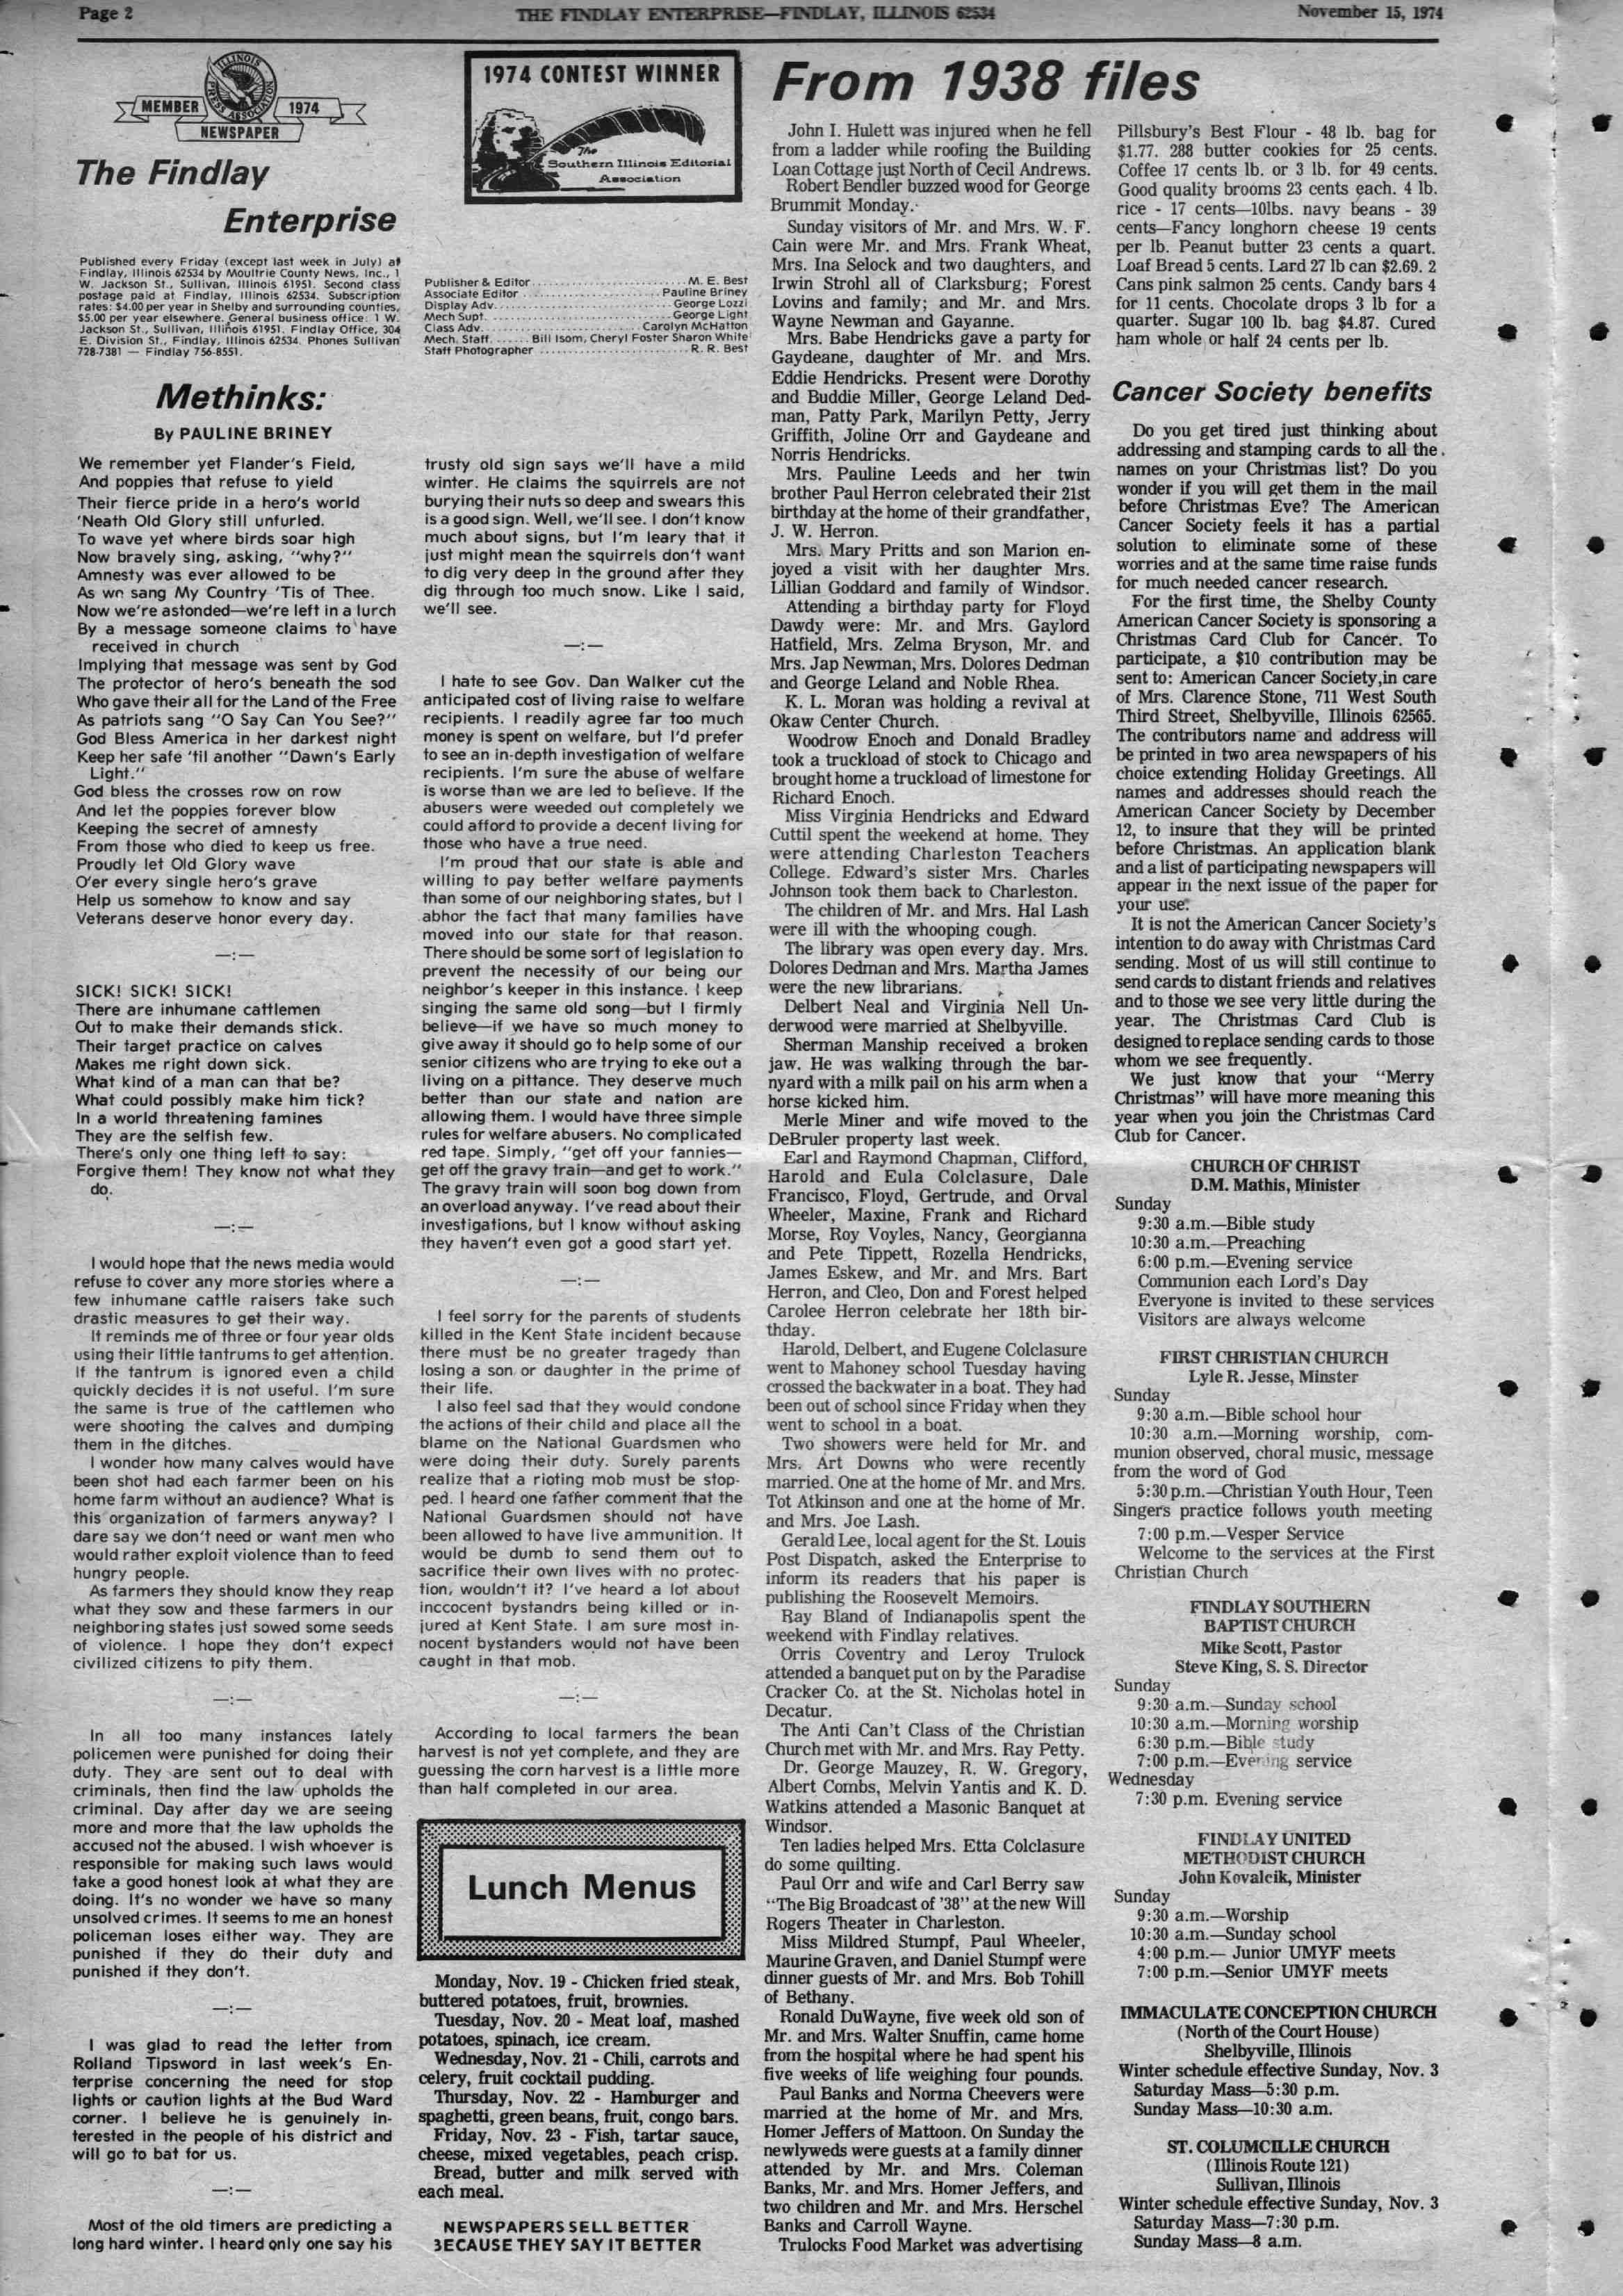 Page 2
THE FINDLAY ENTERPRISE—FINDLAY, ILLINOIS 62534
November 15, 1974
ILLINOIS
PRESS ASSOCIATION
MEMBER
1974
NEWSPAPER
The Findlay
Enterprise
Published every Friday (except last week in July) at
Findlay, Illinois 62534 by Moultrie County News, Inc., 1
W. Jackson St., Sullivan, Illinois 61951. Second class
postage paid at Findlay, Illinois 62534. Subscription
rates: $4.00 per year in Shelby and surrounding counties,
$5.00 per year elsewhere. General business office: 1 W.
Jackson St., Sullivan, Illinois 61951. Findlay Office, 304
E. Division St., Findlay, Illinois 62534. Phones Sullivan
728-7381 — Findlay 756-8551.
1974 CONTEST WINNER
The
Southern Illinois Editorial
Association
Publisher & Editor . . . M. E. Best
Associate Editor . . . Pauline Briney
Display Adv. . . . George Lozzi
Mech Supt. . . . George Light
Class Adv. . . . Carolyn McHatton
Mech. Staff. . . . Bill Isom, Cheryl Foster Sharon White
Staff Photographer . . . R. R. Best
Methinks:
By PAULINE BRINEY
We remember yet Flander's Field,
And poppies that refuse to yield
Their fierce pride in a hero's world
'Neath Old Glory still unfurled.
To wave yet where birds soar high
Now bravely sing, asking, "why?"
Amnesty was ever allowed to be
As we sang My Country 'Tis of Thee.
Now we're astonded—we're left in a lurch
By a message someone claims to have
received in church
Implying that message was sent by God
The protector of hero's beneath the sod
Who gave their all for the Land of the Free
As patriots sang "O Say Can You See?"
God Bless America in her darkest night
Keep her safe 'til another "Dawn's Early
Light."
God bless the crosses row on row
And let the poppies forever blow
Keeping the secret of amnesty
From those who died to keep us free.
Proudly let Old Glory wave
O'er every single hero's grave
Help us somehow to know and say
Veterans deserve honor every day.
—:—
SICK! SICK! SICK!
There are inhumane cattlemen
Out to make their demands stick.
Their target practice on calves
Makes me right down sick.
What kind of a man can that be?
What could possibly make him tick?
In a world threatening famines
They are the selfish few.
There's only one thing left to say:
Forgive them! They know not what they
do.
—:—
I would hope that the news media would
refuse to cover any more stories where a
few inhumane cattle raisers take such
drastic measures to get their way.
It reminds me of three or four year olds
using their little tantrums to get attention.
If the tantrum is ignored even a child
quickly decides it is not useful. I'm sure
the same is true of the cattlemen who
were shooting the calves and dumping
them in the ditches.
I wonder how many calves would have
been shot had each farmer been on his
home farm without an audience? What is
this organization of farmers anyway? I
dare say we don't need or want men who
would rather exploit violence than to feed
hungry people.
As farmers they should know they reap
what they sow and these farmers in our
neighboring states just sowed some seeds
of violence. I hope they don't expect
civilized citizens to pity them.
—:—
In all too many instances lately
policemen were punished for doing their
duty. They are sent out to deal with
criminals, then find the law upholds the
criminal. Day after day we are seeing
more and more that the law upholds the
accused not the abused. I wish whoever is
responsible for making such laws would
take a good honest look at what they are
doing. It's no wonder we have so many
unsolved crimes. It seems to me an honest
policeman loses either way. They are
punished if they do their duty and
punished if they don't.
—:—
I was glad to read the letter from
Rolland Tipsword in last week's En-
terprise concerning the need for stop
lights or caution lights at the Bud Ward
corner. I believe he is genuinely in-
terested in the people of his district and
will go to bat for us.
—:—
Most of the old timers are predicting a
long hard winter. I heard only one say his
trusty old sign says we'll have a mild
winter. He claims the squirrels are not
burying their nuts so deep and swears this
is a good sign. Well, we'll see. I don't know
much about signs, but I'm leary that it
just might mean the squirrels don't want
to dig very deep in the ground after they
dig through too much snow. Like I said,
we'll see.
—:—
I hate to see Gov. Dan Walker cut the
anticipated cost of living raise to welfare
recipients. I readily agree far too much
money is spent on welfare, but I'd prefer
to see an in-depth investigation of welfare
recipients. I'm sure the abuse of welfare
is worse than we are led to believe. If the
abusers were weeded out completely we
could afford to provide a decent living for
those who have a true need.
I'm proud that our state is able and
willing to pay better welfare payments
than some of our neighboring states, but I
abhor the fact that many families have
moved into our state for that reason.
There should be some sort of legislation to
prevent the necessity of our being our
neighbor's keeper in this instance. I keep
singing the same old song—but I firmly
believe—if we have so much money to
give away it should go to help some of our
senior citizens who are trying to eke out a
living on a pittance. They deserve much
better than our state and nation are
allowing them. I would have three simple
rules for welfare abusers. No complicated
red tape. Simply, "get off your fannies—
get off the gravy train—and get to work."
The gravy train will soon bog down from
an overload anyway. I've read about their
investigations, but I know without asking
they haven't even got a good start yet.
—:—
I feel sorry for the parents of students
killed in the Kent State incident because
there must be no greater tragedy than
losing a son or daughter in the prime of
their life.
I also feel sad that they would condone
the actions of their child and place all the
blame on the National Guardsmen who
were doing their duty. Surely parents
realize that a rioting mob must be stop-
ped. I heard one father comment that the
National Guardsmen should not have
been allowed to have live ammunition. It
would be dumb to send them out to
sacrifice their own lives with no protec-
tion, wouldn't it? I've heard a lot about
inccocent bystandrs being killed or in-
jured at Kent State. I am sure most in-
nocent bystanders would not have been
caught in that mob.
—:—
According to local farmers the bean
harvest is not yet complete, and they are
guessing the corn harvest is a little more
than half completed in our area.
Lunch Menus
Monday, Nov. 19 - Chicken fried steak,
buttered potatoes, fruit, brownies.
Tuesday, Nov. 20 - Meat loaf, mashed
potatoes, spinach, ice cream.
Wednesday, Nov. 21 - Chili, carrots and
celery, fruit cocktail pudding.
Thursday, Nov. 22 - Hamburger and
spaghetti, green beans, fruit, congo bars.
Friday, Nov. 23 - Fish, tartar sauce,
cheese, mixed vegetables, peach crisp.
Bread, butter and milk served with
each meal.
NEWSPAPERS SELL BETTER
BECAUSE THEY SAY IT BETTER
From 1938 files
John I. Hulett was injured when he fell
from a ladder while roofing the Building
Loan Cottage just North of Cecil Andrews.
Robert Bendler buzzed wood for George
Brummit Monday.
Sunday visitors of Mr. and Mrs. W. F.
Cain were Mr. and Mrs. Frank Wheat,
Mrs. Ina Selock and two daughters, and
Irwin Strohl all of Clarksburg; Forest
Lovins and family; and Mr. and Mrs.
Wayne Newman and Gayanne.
Mrs. Babe Hendricks gave a party for
Gaydeane, daughter of Mr. and Mrs.
Eddie Hendricks. Present were Dorothy
and Buddie Miller, George Leland Ded-
man, Patty Park, Marilyn Petty, Jerry
Griffith, Joline Orr and Gaydeane and
Norris Hendricks.
Mrs. Pauline Leeds and her twin
brother Paul Herron celebrated their 21st
birthday at the home of their grandfather,
J. W. Herron.
Mrs. Mary Pritts and son Marion en-
joyed a visit with her daughter Mrs.
Lillian Goddard and family of Windsor.
Attending a birthday party for Floyd
Dawdy were: Mr. and Mrs. Gaylord
Hatfield, Mrs. Zelma Bryson, Mr. and
Mrs. Jap Newman, Mrs. Dolores Dedman
and George Leland and Noble Rhea.
K. L. Moran was holding a revival at
Okaw Center Church.
Woodrow Enoch and Donald Bradley
took a truckload of stock to Chicago and
brought home a truckload of limestone for
Richard Enoch.
Miss Virginia Hendricks and Edward
Cuttil spent the weekend at home. They
were attending Charleston Teachers
College. Edward's sister Mrs. Charles
Johnson took them back to Charleston.
The children of Mr. and Mrs. Hal Lash
were ill with the whooping cough.
The library was open every day. Mrs.
Dolores Dedman and Mrs. Martha James
were the new librarians.
Delbert Neal and Virginia Nell Un-
derwood were married at Shelbyville.
Sherman Manship received a broken
jaw. He was walking through the bar-
nyard with a milk pail on his arm when a
horse kicked him.
Merle Miner and wife moved to the
DeBruler property last week.
Earl and Raymond Chapman, Clifford,
Harold and Eula Colclasure, Dale
Francisco, Floyd, Gertrude, and Orval
Wheeler, Maxine, Frank and Richard
Morse, Roy Voyles, Nancy, Georgianna
and Pete Tippett, Rozella Hendricks,
James Eskew, and Mr. and Mrs. Bart
Herron, and Cleo, Don and Forest helped
Carolee Herron celebrate her 18th bir-
thday.
Harold, Delbert, and Eugene Colclasure
went to Mahoney school Tuesday having
crossed the backwater in a boat. They had
been out of school since Friday when they
went to school in a boat.
Two showers were held for Mr. and
Mrs. Art Downs who were recently
married. One at the home of Mr. and Mrs.
Tot Atkinson and one at the home of Mr.
and Mrs. Joe Lash.
Gerald Lee, local agent for the St. Louis
Post Dispatch, asked the Enterprise to
inform its readers that his paper is
publishing the Roosevelt Memoirs.
Ray Bland of Indianapolis spent the
weekend with Findlay relatives.
Orris Coventry and Leroy Trulock
attended a banquet put on by the Paradise
Cracker Co. at the St. Nicholas hotel in
Decatur.
The Anti Can't Class of the Christian
Church met with Mr. and Mrs. Ray Petty.
Dr. George Mauzey, R. W. Gregory,
Albert Combs, Melvin Yantis and K. D.
Watkins attended a Masonic Banquet at
Windsor.
Ten ladies helped Mrs. Etta Colclasure
do some quilting.
Paul Orr and wife and Carl Berry saw
"The Big Broadcast of '38" at the new Will
Rogers Theater in Charleston.
Miss Mildred Stumpf, Paul Wheeler,
Maurine Graven, and Daniel Stumpf were
dinner guests of Mr. and Mrs. Bob Tohill
of Bethany.
Ronald DuWayne, five week old son of
Mr. and Mrs. Walter Snuffin, came home
from the hospital where he had spent his
five weeks of life weighing four pounds.
Paul Banks and Norma Cheevers were
married at the home of Mr. and Mrs.
Homer Jeffers of Mattoon. On Sunday the
newlyweds were guests at a family dinner
attended by Mr. and Mrs. Coleman
Banks, Mr. and Mrs. Homer Jeffers, and
two children and Mr. and Mrs. Herschel
Banks and Carroll Wayne.
Trulocks Food Market was advertising
Pillsbury's Best Flour - 48 lb. bag for
$1.77. 288 butter cookies for 25 cents.
Coffee 17 cents lb. or 3 lb. for 49 cents.
Good quality brooms 23 cents each. 4 lb.
rice - 17 cents—10lbs. navy beans - 39
cents—Fancy longhorn cheese 19 cents
per lb. Peanut butter 23 cents a quart.
Loaf Bread 5 cents. Lard 27 lb can $2.69. 2
Cans pink salmon 25 cents. Candy bars 4
for 11 cents. Chocolate drops 3 lb for a
quarter. Sugar 100 lb. bag $4.87. Cured
ham whole or half 24 cents per lb.
Cancer Society benefits
Do you get tired just thinking about
addressing and stamping cards to all the
names on your Christmas list? Do you
wonder if you will get them in the mail
before Christmas Eve? The American
Cancer Society feels it has a partial
solution to eliminate some of these
worries and at the same time raise funds
for much needed cancer research.
For the first time, the Shelby County
American Cancer Society is sponsoring a
Christmas Card Club for Cancer. To
participate, a $10 contribution may be
sent to: American Cancer Society,in care
of Mrs. Clarence Stone, 711 West South
Third Street, Shelbyville, Illinois 62565.
The contributors name and address will
be printed in two area newspapers of his
choice extending Holiday Greetings. All
names and addresses should reach the
American Cancer Society by December
12, to insure that they will be printed
before Christmas. An application blank
and a list of participating newspapers will
appear in the next issue of the paper for
your use.
It is not the American Cancer Society's
intention to do away with Christmas Card
sending. Most of us will still continue to
send cards to distant friends and relatives
and to those we see very little during the
year. The Christmas Card Club is
designed to replace sending cards to those
whom we see frequently.
We just know that your "Merry
Christmas" will have more meaning this
year when you join the Christmas Card
Club for Cancer.
CHURCH OF CHRIST
D.M. Mathis, Minister
Sunday
9:30 a.m.—Bible study
10:30 a.m.—Preaching
6:00 p.m.—Evening service
Communion each Lord's Day
Everyone is invited to these services
Visitors are always welcome
FIRST CHRISTIAN CHURCH
Lyle R. Jesse, Minster
Sunday
9:30 a.m.—Bible school hour
10:30 a.m.—Morning worship, com-
munion observed, choral music, message
from the word of God
5:30 p.m.—Christian Youth Hour, Teen
Singers practice follows youth meeting
7:00 p.m.—Vesper Service
Welcome to the services at the First
Christian Church
FINDLAY SOUTHERN
BAPTIST CHURCH
Mike Scott, Pastor
Steve King, S. S. Director
Sunday
9:30 a.m.—Sunday school
10:30 a.m.—Morning worship
6:30 p.m.—Bible study
7:00 p.m.—Evening service
Wednesday
7:30 p.m. Evening service
FINDLAY UNITED
METHODIST CHURCH
John Kovalcik, Minister
Sunday
9:30 a.m.—Worship
10:30 a.m.—Sunday school
4:00 p.m.— Junior UMYF meets
7:00 p.m.—Senior UMYF meets
IMMACULATE CONCEPTION CHURCH
(North of the Court House)
Shelbyville, Illinois
Winter schedule effective Sunday, Nov. 3
Saturday Mass—5:30 p.m.
Sunday Mass—10:30 a.m.
ST. COLUMCILLE CHURCH
(Illinois Route 121)
Sullivan, Illinois
Winter schedule effective Sunday, Nov. 3
Saturday Mass—7:30 p.m.
Sunday Mass—8 a.m.